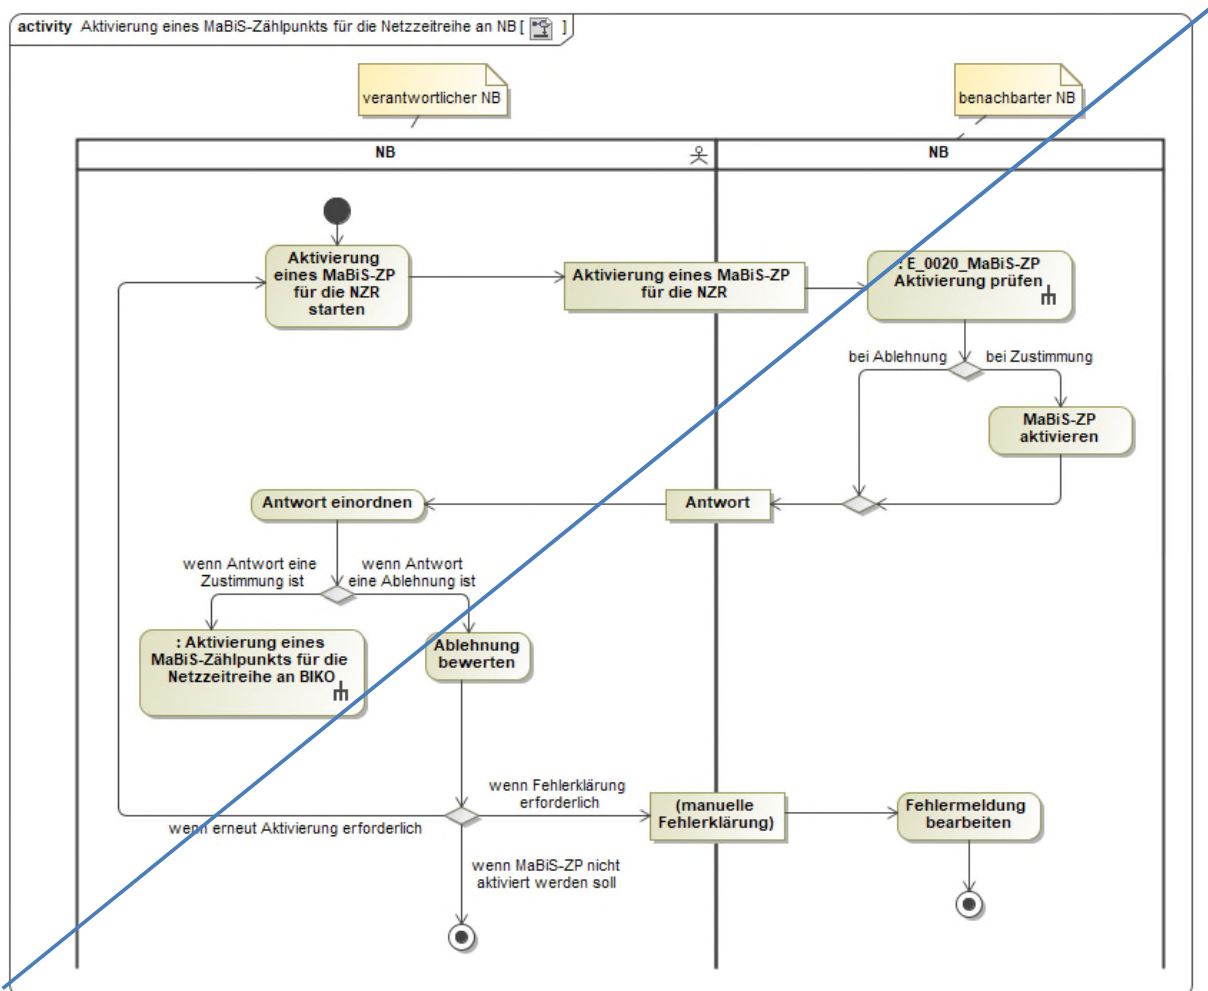 activity Aktivierung eines MaBiS-Zählpunkts für die Netzzeitreihe an NB [ ]
verantwortlicher NB
benachbarter NB
NB
NB
Aktivierung
eines MaBiS-ZP
für die NZR
starten
Aktivierung eines MaBiS-ZP
für die NZR
: E_0020_MaBiS-ZP
Aktivierung prüfen
bei Ablehnung
bei Zustimmung
MaBiS-ZP
aktivieren
Antwort einordnen
Antwort
wenn Antwort eine
Zustimmung ist
wenn Antwort
eine Ablehnung ist
: Aktivierung eines
MaBiS-Zählpunkts für die
Netzzeitreihe an BIKO
Ablehnung
bewerten
wenn Fehlerklärung
erforderlich
(manuelle
Fehlerklärung)
Fehlermeldung
bearbeiten
wenn erneut Aktivierung erforderlich
wenn MaBiS-ZP nicht
aktiviert werden soll